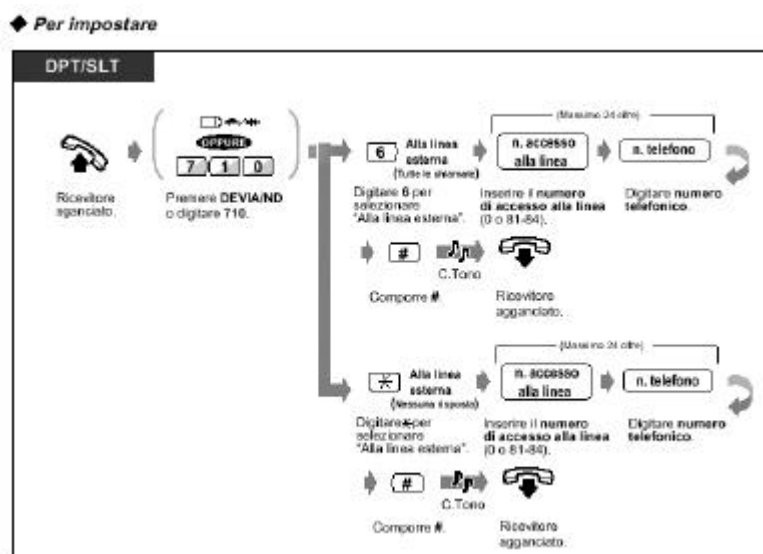 Per impostare
DPT/SLT
OPPURE
7 1 0
Ricevitore
sganciato.
Premere DEVIA/ND
o digitare 710.
(Massimo 24 cifre)
6
Alla linea
esterna
(Tutte le chiamate)
n. accesso
alla linea
n. telefono
Digitare 6 per
selezionare
"Alla linea esterna".
Inserire il numero
di accesso alla linea
(0 o 81-84).
Digitare numero
telefonico.
#
C.Tono
Comporre #.
Ricevitore
agganciato.
(Massimo 24 cifre)
*
Alla linea
esterna
(Nessuna risposta)
n. accesso
alla linea
n. telefono
Digitare * per
selezionare
"Alla linea esterna".
Inserire il numero
di accesso alla linea
(0 o 81-84).
Digitare numero
telefonico.
#
C.Tono
Comporre #.
Ricevitore
agganciato.